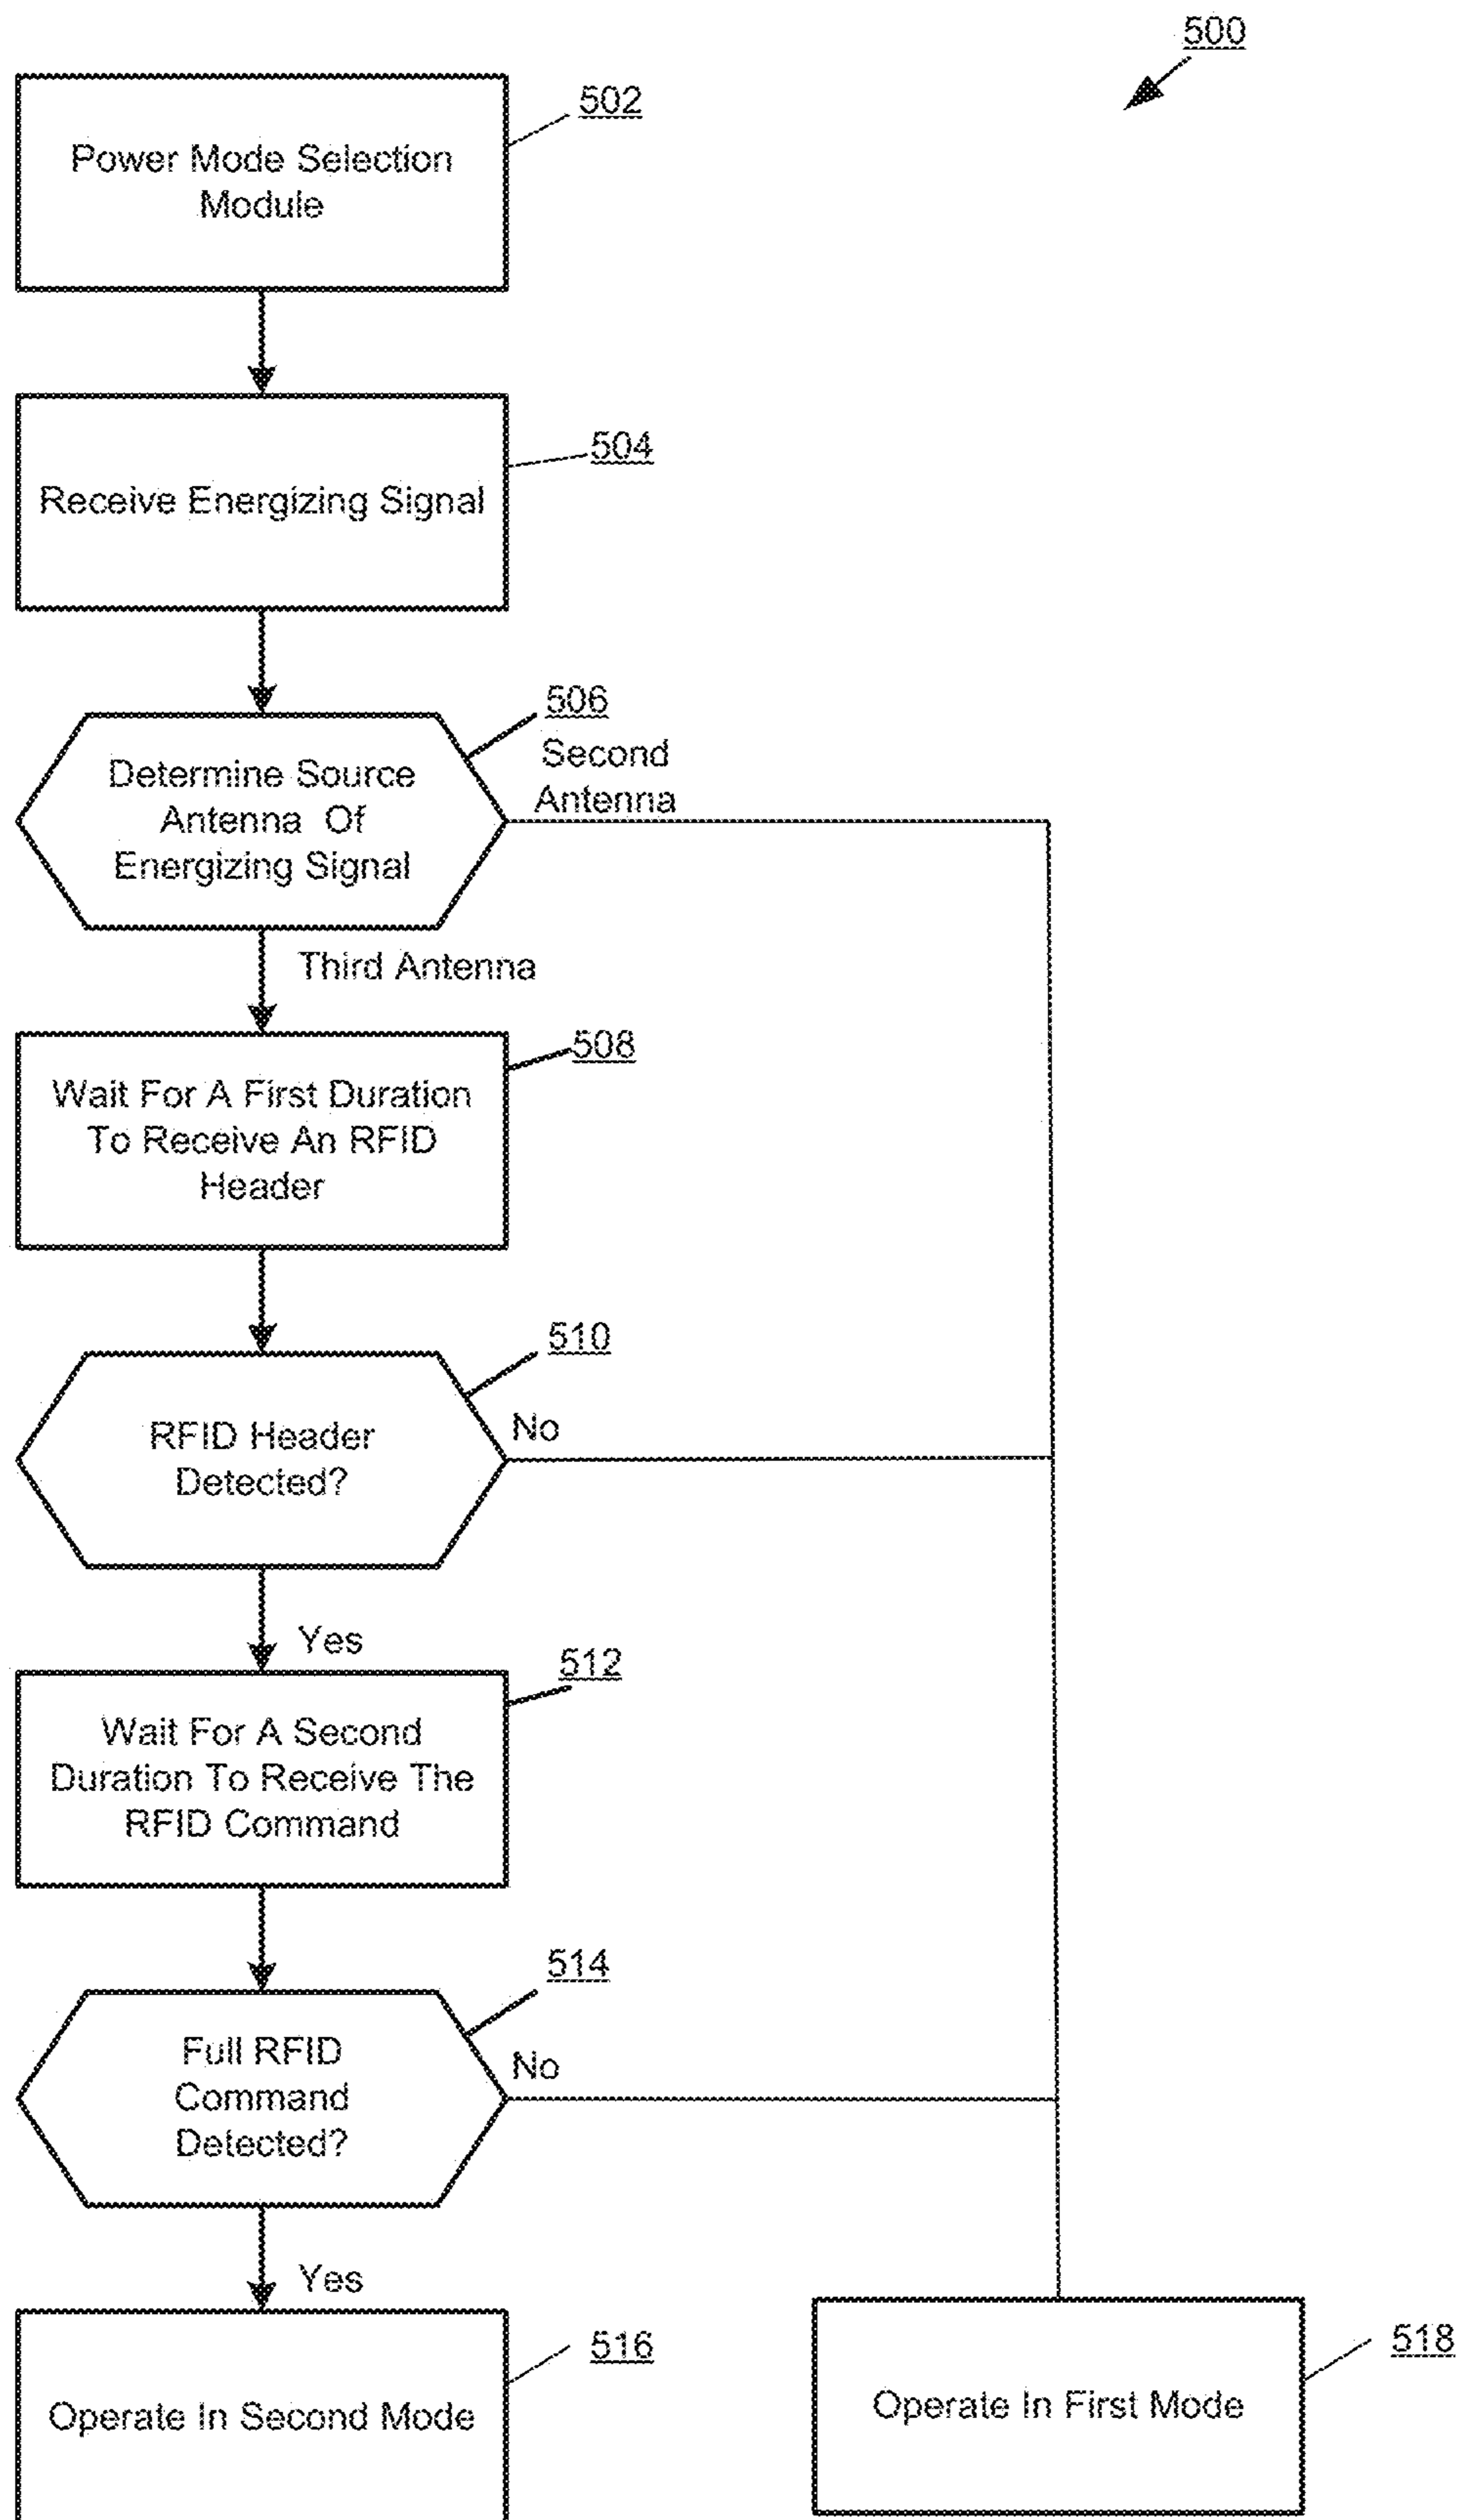 500
502
Power Mode Selection
Module
504
Receive Energizing Signal
506
Second
Antenna
Determine Source
Antenna Of
Energizing Signal
Third Antenna
508
Wait For A First Duration
To Receive An RFID
Header
510
No
RFID Header
Detected?
Yes
512
Wait For A Second
Duration To Receive The
RFID Command
514
No
Full RFID
Command
Detected?
Yes
516
Operate In Second Mode
518
Operate In First Mode